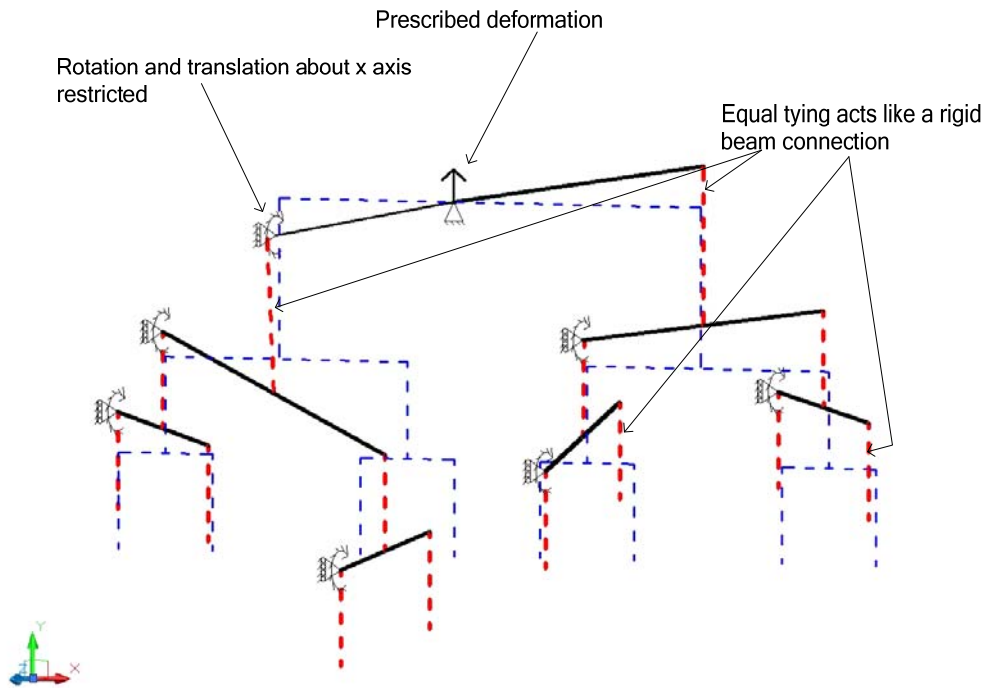 Prescribed deformation
Rotation and translation about x axis
restricted
Equal tying acts like a rigid
beam connection
Y
X
Z